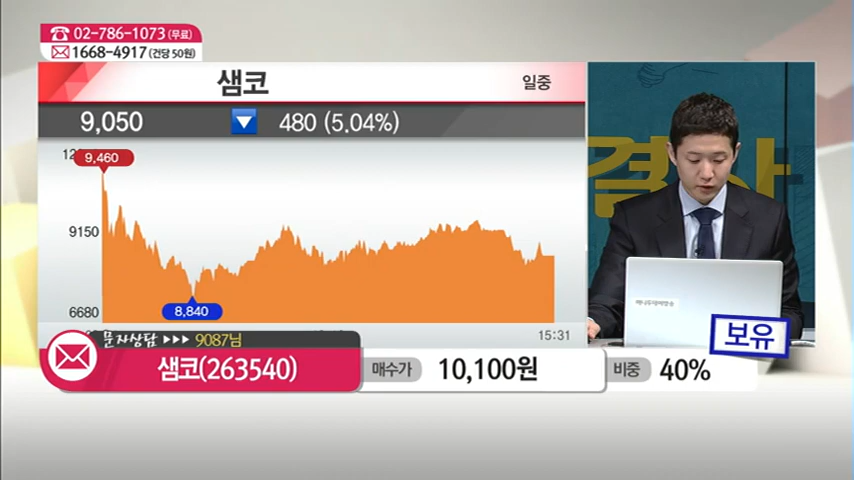 02-786-1073 (무료)
1668-4917 (건당 50원)
샘코
일중
9,050 ▼ 480 (5.04%)
9,460
9150
6680
8,840
15:31
결사
문자상담 ▶▶▶ 9087님
샘코(263540)
매수가 10,100원
비중 40%
보유